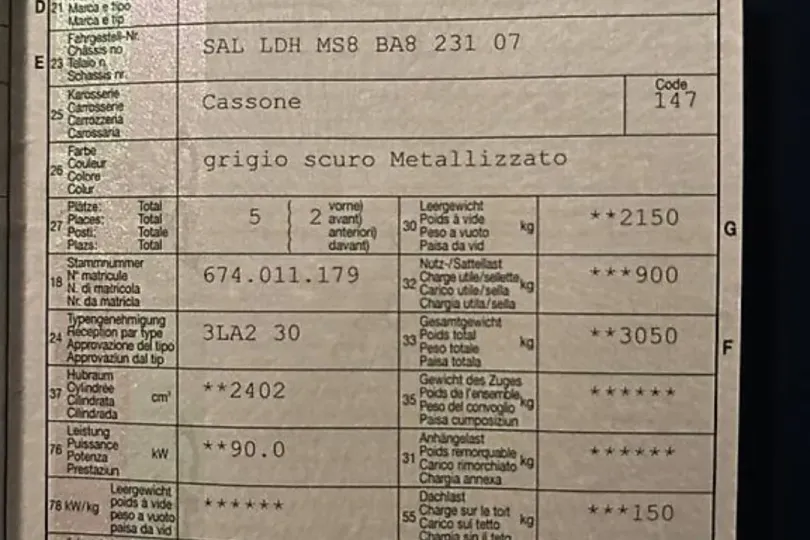 D 21 Marca e tipo
Marca e tip
E 23 Fahrgestell-Nr.
Châssis no
Telaio n.
Schassis nr.
SAL LDH MS8 BA8 231 07
25 Karosserie
Carrosserie
Carrozzeria
Carossaria
Cassone
Code
147
26 Farbe
Couleur
Colore
Colur
grigio scuro Metallizzato
27 Plätze: Total
Places: Total
Posti: Totale
Plazs: Total
5 ( 2 vorne)
avant)
anteriori)
davant)
30 Leergewicht
Poids à vide
Peso a vuoto
Paisa da vid
kg
**2150
G
18 Stammnummer
N° matricule
N. di matricola
Nr. da matricla
674.011.179
32 Nutz-/Sattellast
Charge utile/sellette
Carico utile/sella
Chargia utila/sella
kg
***900
24 Typengenehmigung
Réception par type
Approvazione del tipo
Approvaziun dal tip
3LA2 30
33 Gesamtgewicht
Poids total
Peso totale
Paisa totala
kg
**3050
F
37 Hubraum
Cylindrée
Cilindrata
Cilindrada
cm³
**2402
35 Gewicht des Zuges
Poids de l'ensemble
Peso del convoglio
Paisa cumposiziun
kg
******
76 Leistung
Puissance
Potenza
Prestaziun
kW
**90.0
31 Anhängelast
Poids remorquable
Carico rimorchiato
Chargia annexa
kg
******
78 kW/kg Leergewicht
poids à vide
peso a vuoto
paisa da vid
******
55 Dachlast
Charge sur le toit
Carico sul tetto
Chargia sin il tetg
kg
***150